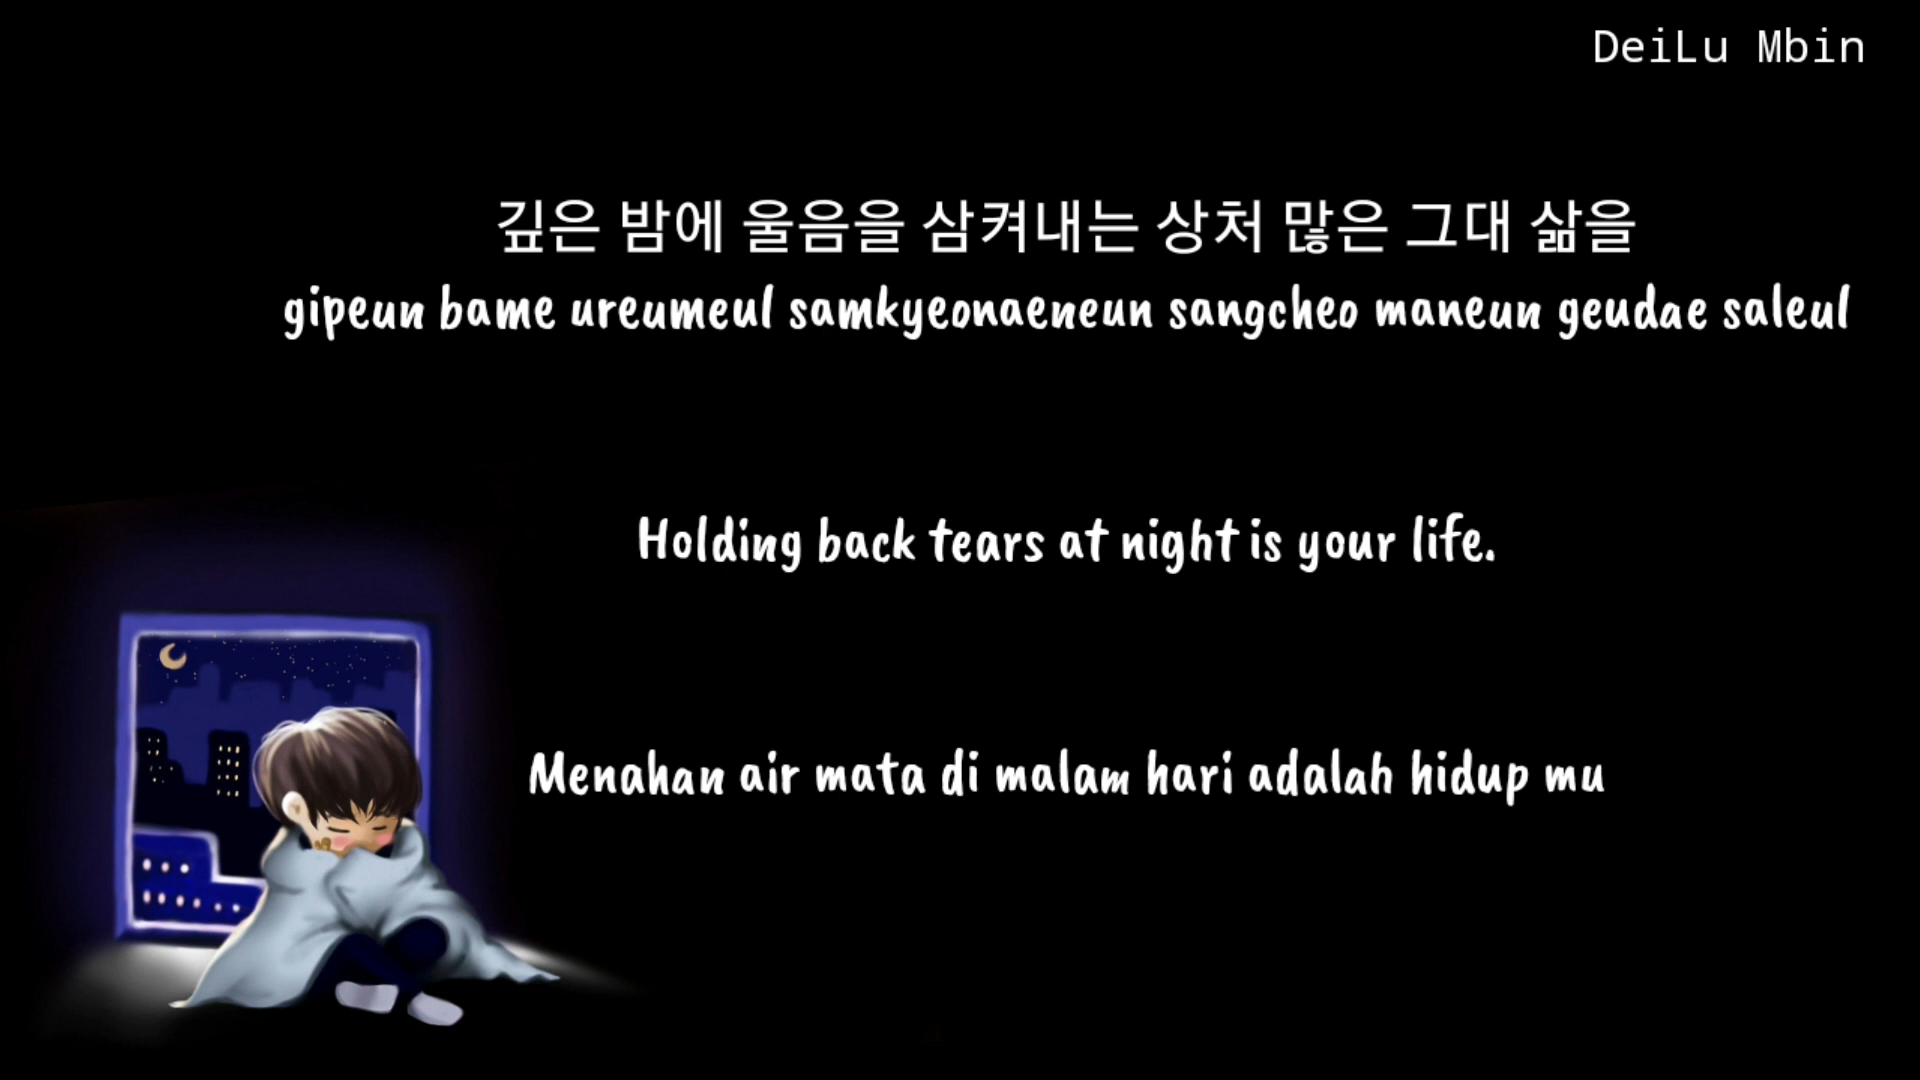 DeiLu Mbin
깊은 밤에 울음을 삼켜내는 상처 많은 그대 삶을
gipeun bame ureumeul samkyeonaeneun sangcheo maneun geudae saleul
Holding back tears at night is your life.
Menahan air mata di malam hari adalah hidup mu